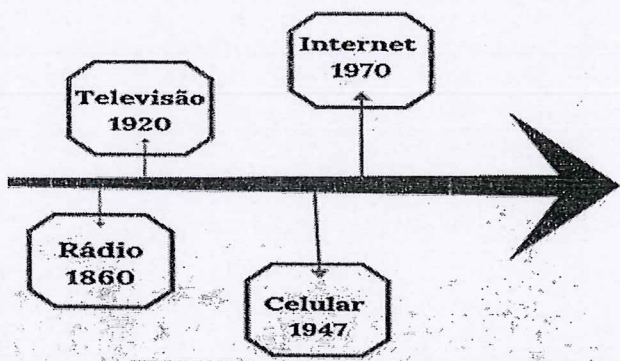 Internet
1970
Televisão
1920
Rádio
1860
Celular
1947